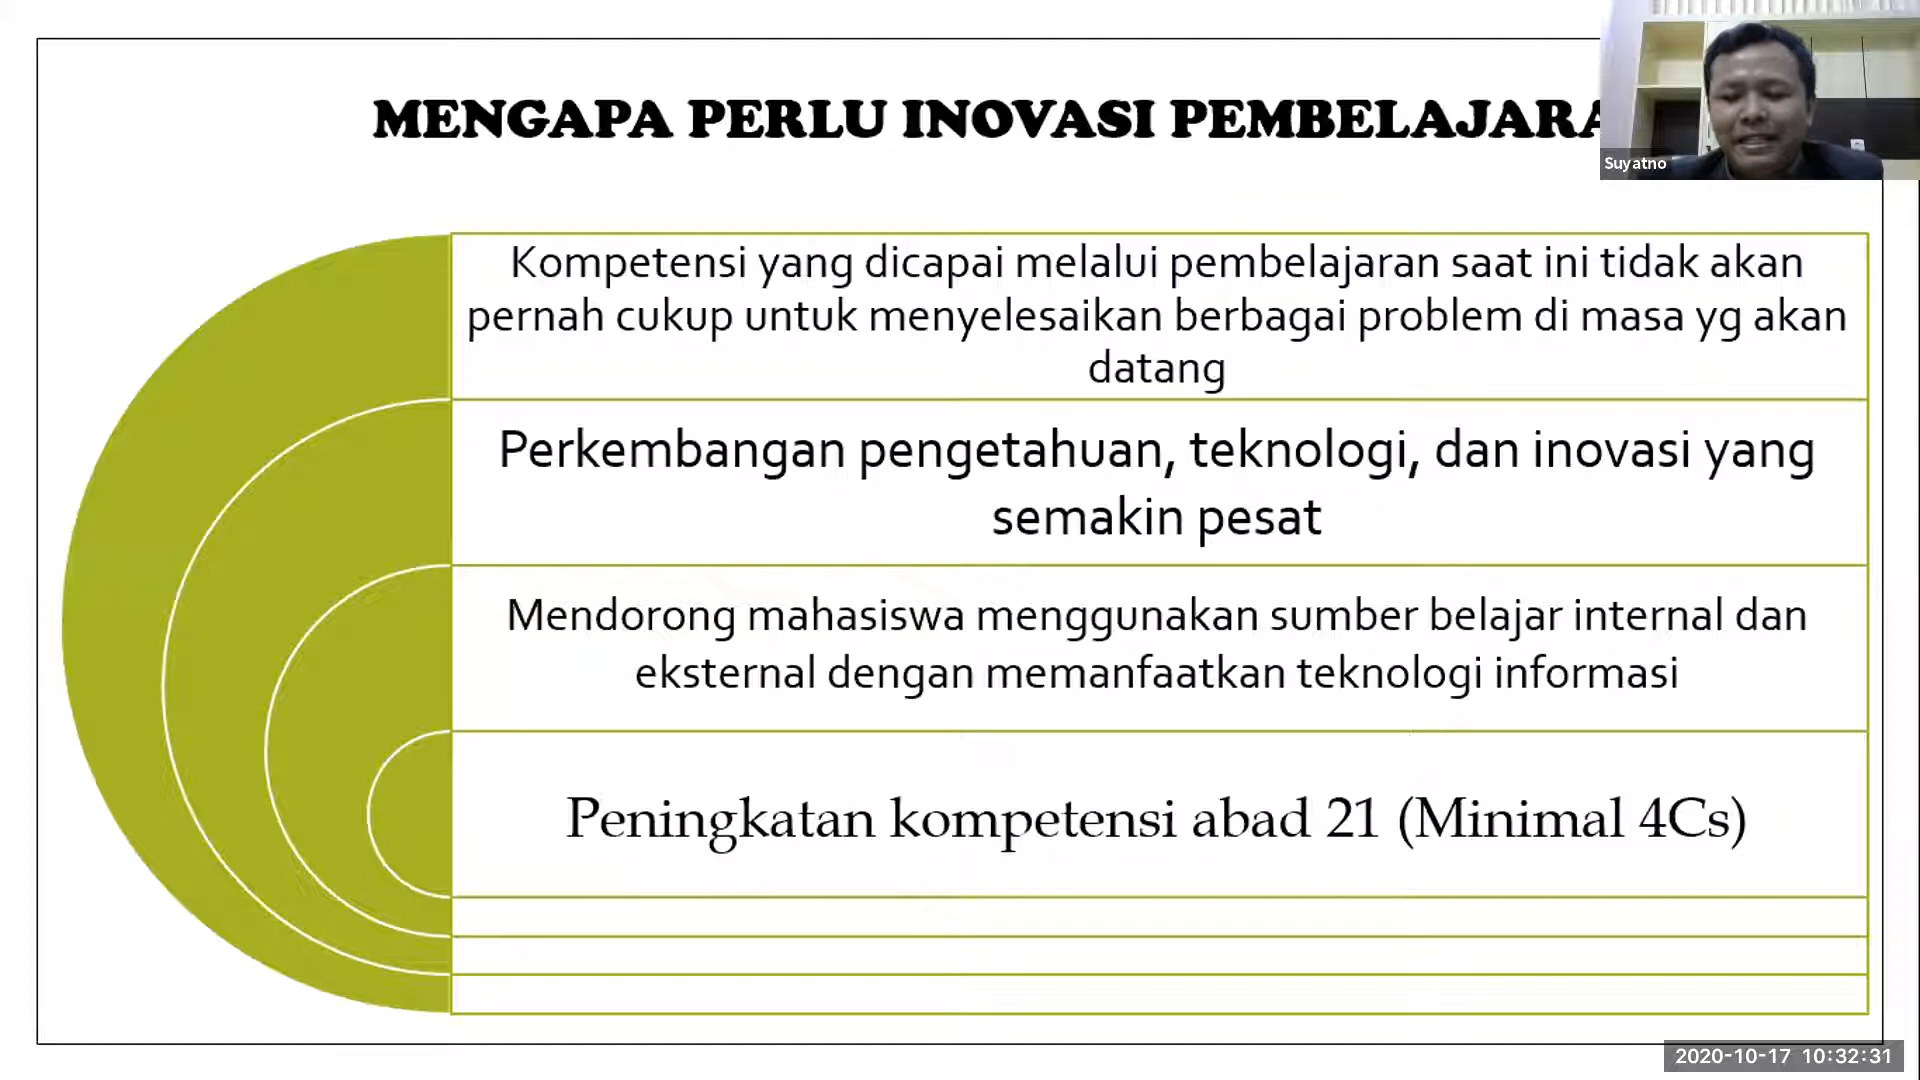 MENGAPA PERLU INOVASI PEMBELAJARA
Suyatno
Kompetensi yang dicapai melalui pembelajaran saat ini tidak akan
pernah cukup untuk menyelesaikan berbagai problem di masa yg akan
datang
Perkembangan pengetahuan, teknologi, dan inovasi yang
semakin pesat
Mendorong mahasiswa menggunakan sumber belajar internal dan
eksternal dengan memanfaatkan teknologi informasi
Peningkatan kompetensi abad 21 (Minimal 4Cs)
2020-10-17 10:32:31